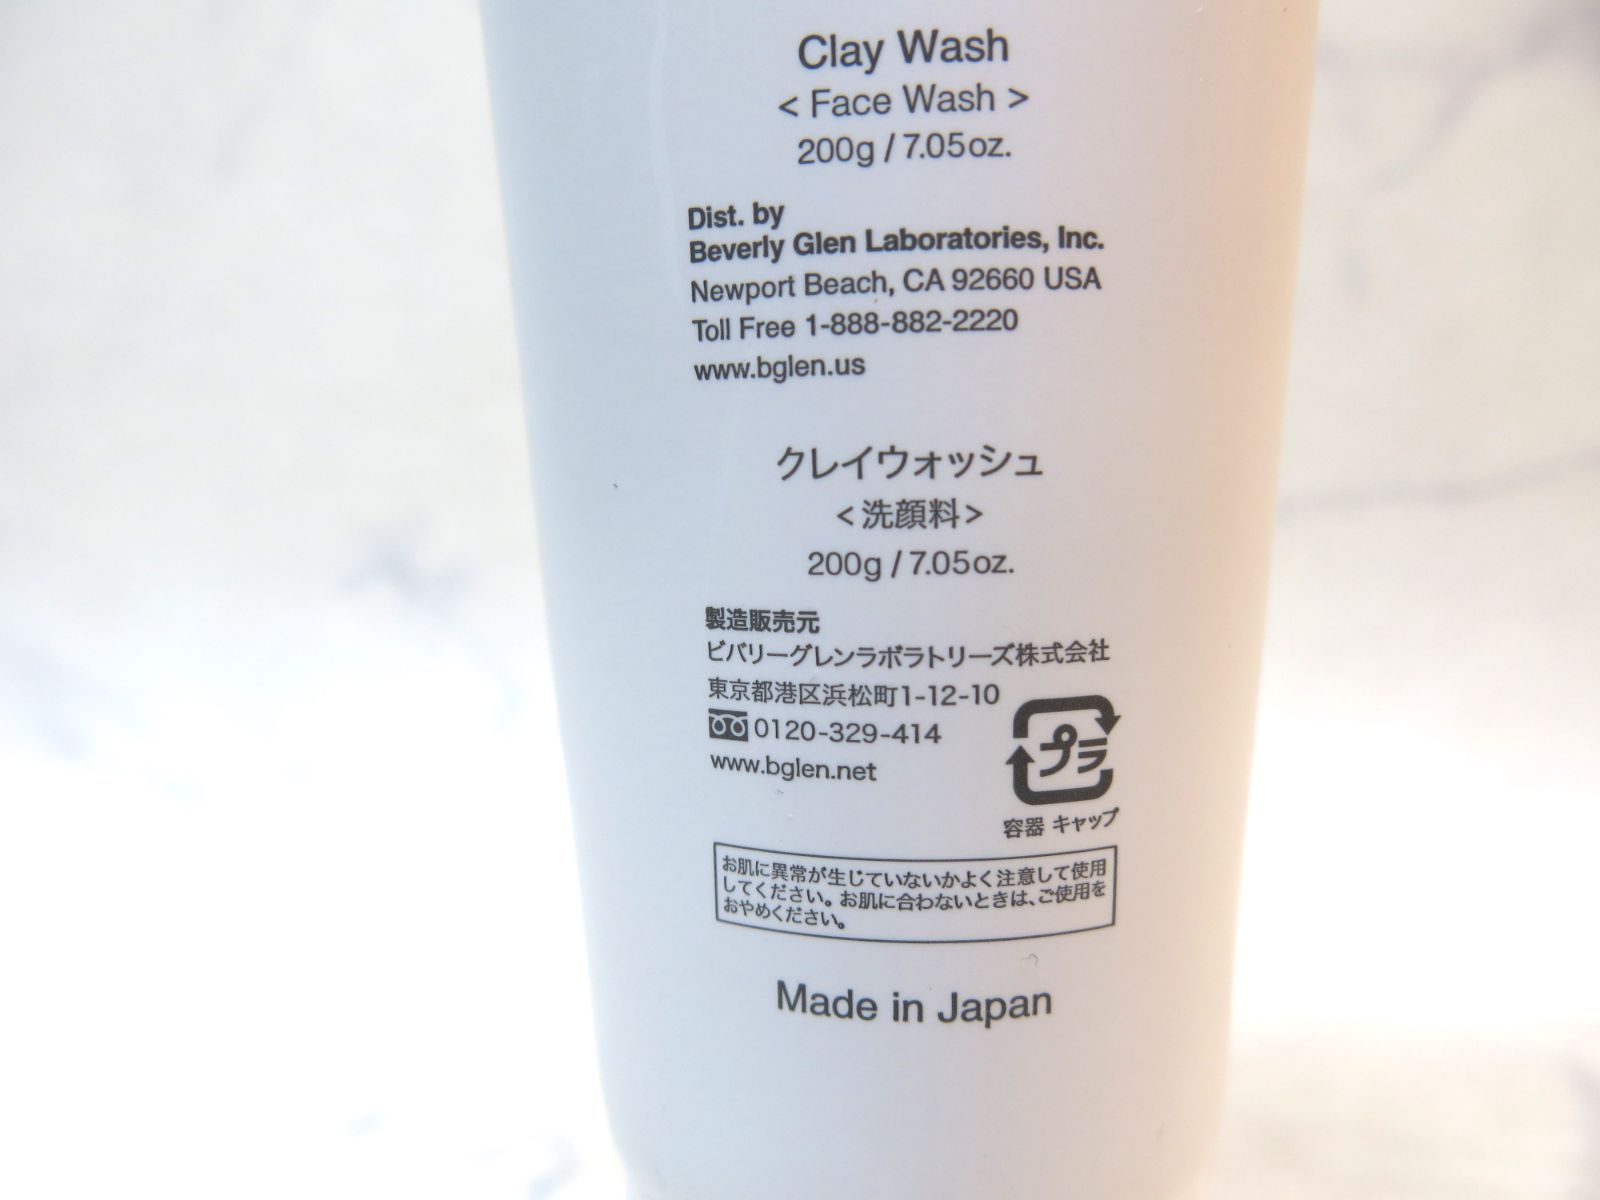 Clay Wash
< Face Wash >
200g / 7.05oz.
Dist. by
Beverly Glen Laboratories, Inc.
Newport Beach, CA 92660 USA
Toll Free 1-888-882-2220
www.bglen.us
クレイウォッシュ
<洗顔料>
200g / 7.05oz.
製造販売元
ビバリーグレンラボラトリーズ株式会社
東京都港区浜松町1-12-10
0120-329-414
www.bglen.net
プラ
容器 キャップ
お肌に異常が生じていないかよく注意して使用
してください。お肌に合わないときは、ご使用を
おやめください。
Made in Japan